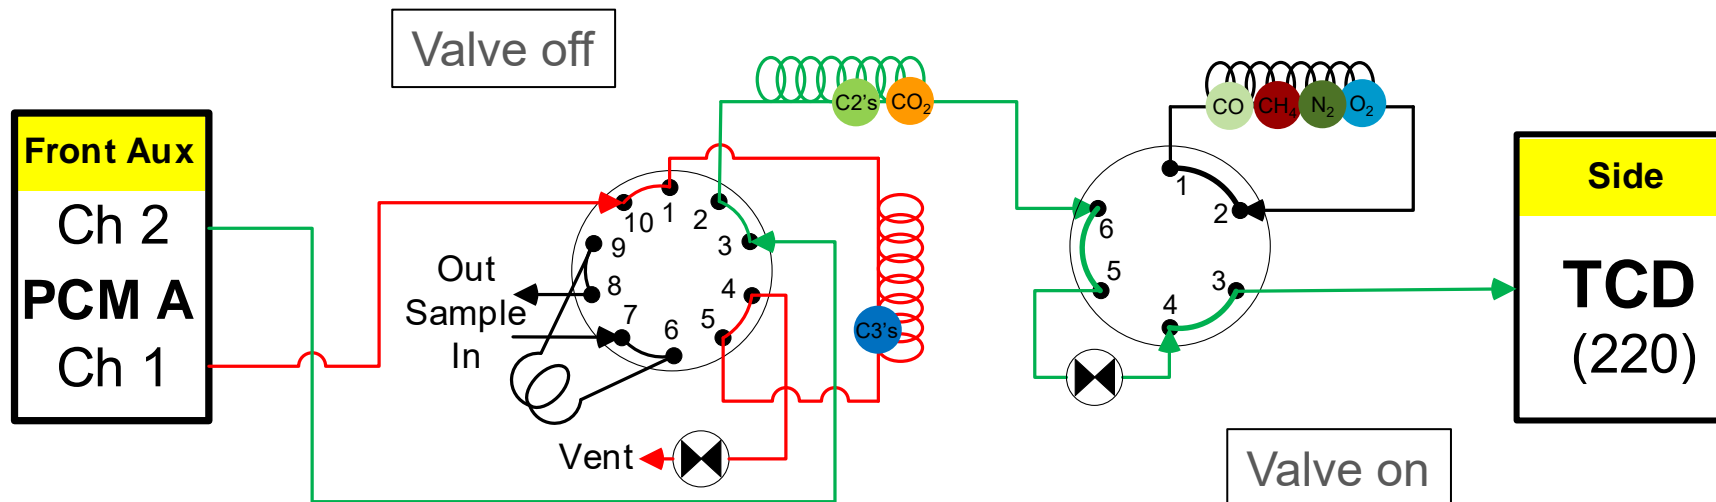 Valve off
Front Aux
Ch 2
PCM A
Ch 1
Out
Sample
In
Vent
10
1
2
3
4
5
6
7
8
9
C2's
CO2
C3's
CO
CH4
N2
O2
1
2
3
4
5
6
Side
TCD
(220)
Valve on